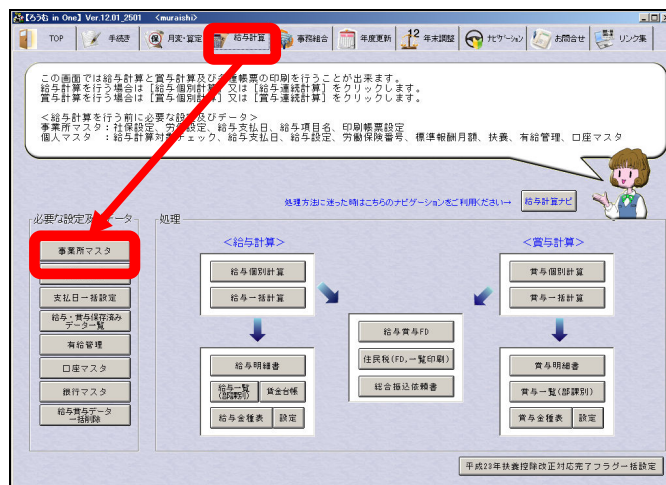 【ろうむ in One】 Ver.12.01_2501 <muraishi>
TOP 手続き 月変・算定 給与計算 事務組合 年度更新 年末調整 ナビゲーション お問合せ リンク集
この画面では給与計算と賞与計算及び各種帳票の印刷を行うことが出来ます。
給与計算を行う場合は [給与個別計算] 又は [給与連続計算] をクリックします。
賞与計算を行う場合は [賞与個別計算] 又は [賞与連続計算] をクリックします。
<給与計算を行う前に必要な設定及びデータ>
事業所マスタ:社保設定、労保設定、給与支払日、給与項目名、印刷帳票設定
個人マスタ :給与計算対象チェック、給与支払日、給与設定、労働保険番号、標準報酬月額、扶養、有給管理、口座マスタ
処理方法に迷った時はこちらのナビゲーションをご利用ください→ 給与計算ナビ
必要な設定及びデータ
事業所マスタ
支払日一括設定
給与・賞与保存済み
データ一覧
有給管理
口座マスタ
銀行マスタ
給与賞与データ
一括削除
処理
<給与計算>
給与個別計算
給与一括計算
給与明細書
給与一覧
(部課別)
賃金台帳
給与金種表 設定
給与賞与FD
住民税(FD,一覧印刷)
総合振込依頼書
<賞与計算>
賞与個別計算
賞与一括計算
賞与明細書
賞与一覧(部課別)
賞与金種表 設定
平成23年扶養控除改正対応完了フラグ一括設定